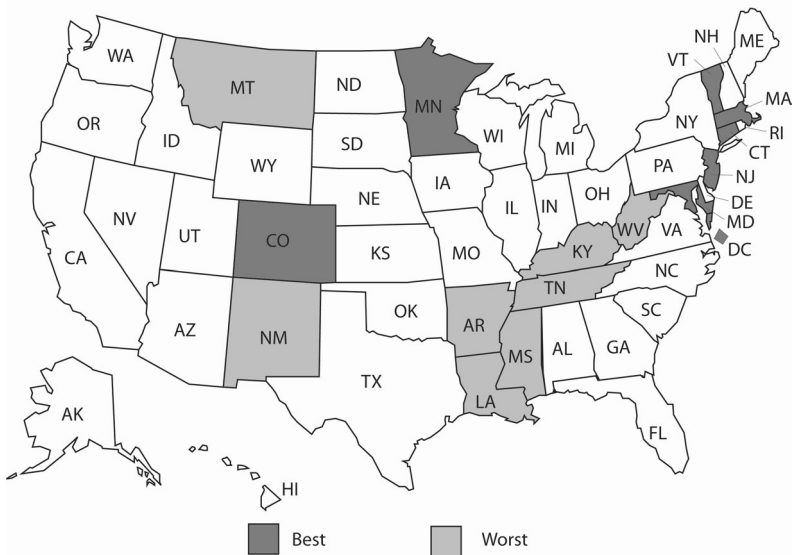 ME
NH
VT
WA
MT
ND
MN
MA
OR
ID
WI
NY
RI
SD
MI
CT
WY
PA
NJ
IA
NE
OH
DE
IL
IN
MD
NV
WV
VA
UT
CO
DC
CA
KS
MO
KY
NC
TN
OK
SC
AZ
NM
AR
MS
AL
GA
TX
LA
AK
FL
HI
Best
Worst